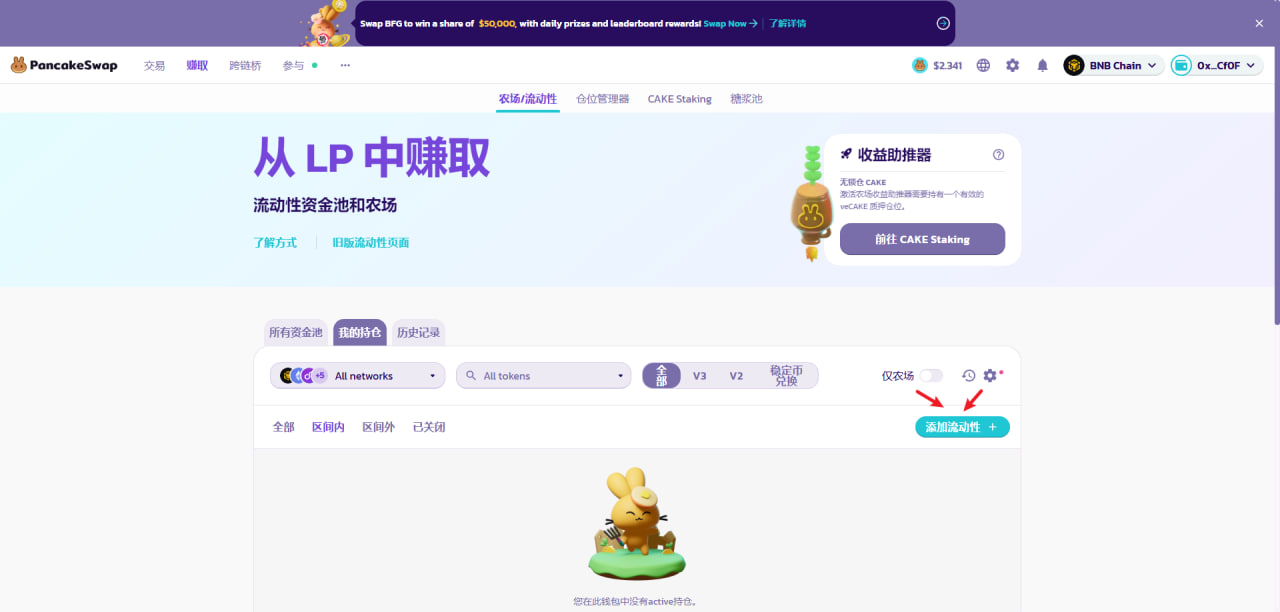 Swap BFG to win a share of $50,000, with daily prizes and leaderboard rewards! Swap Now → 了解详情
PancakeSwap 交易 赚取 跨链桥 参与 ··· $2.341 BNB Chain 0x...Cf0F
农场/流动性 仓位管理器 CAKE Staking 糖浆池
从 LP 中赚取
流动性资金池和农场
了解方式 旧版流动性页面
收益助推器
无锁仓 CAKE
激活农场收益助推器需要持有一个有效的
veCAKE 质押仓位。
前往 CAKE Staking
所有资金池 我的持仓 历史记录
+5 All networks All tokens 全部 V3 V2 稳定币兑换 仅农场
全部 区间内 区间外 已关闭 添加流动性 +
您在此钱包中没有active持仓。